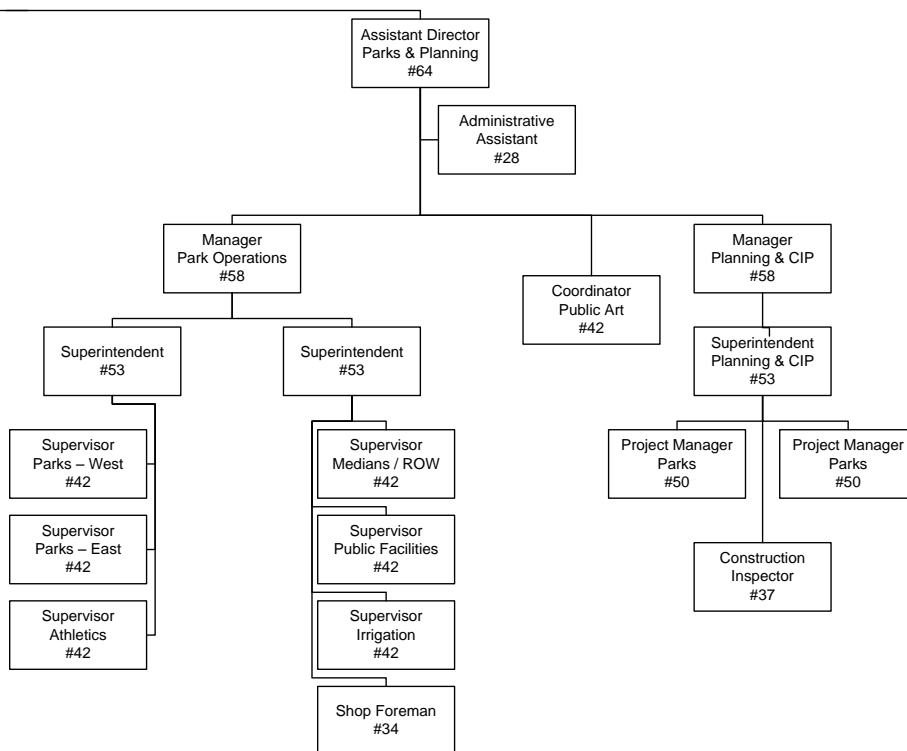 Assistant Director
Parks & Planning
#64
Administrative
Assistant
#28
Manager
Park Operations
#58
Coordinator
Public Art
#42
Manager
Planning & CIP
#58
Superintendent
#53
Superintendent
#53
Superintendent
Planning & CIP
#53
Supervisor
Parks – West
#42
Supervisor
Parks – East
#42
Supervisor
Athletics
#42
Supervisor
Medians / ROW
#42
Supervisor
Public Facilities
#42
Supervisor
Irrigation
#42
Shop Foreman
#34
Project Manager
Parks
#50
Project Manager
Parks
#50
Construction
Inspector
#37